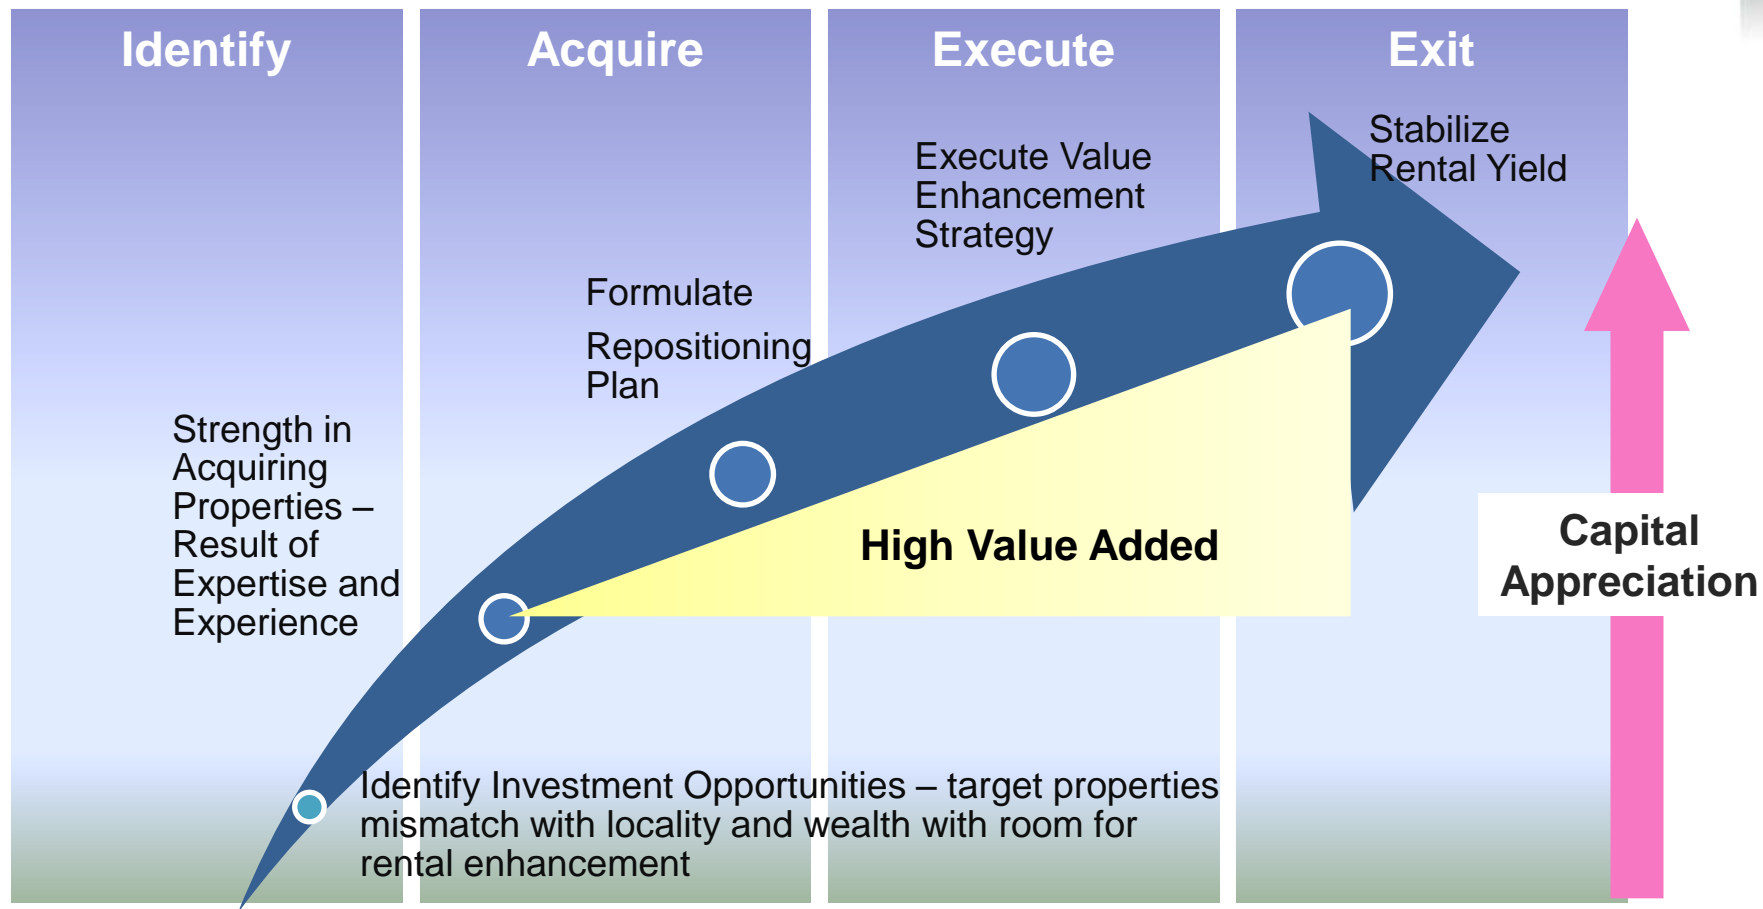 Identify
Acquire
Execute
Exit
Stabilize
Rental Yield
Execute Value
Enhancement
Strategy
Formulate
Repositioning
Plan
Strength in
Acquiring
Properties –
Result of
Expertise and
Experience
High Value Added
Capital
Appreciation
Identify Investment Opportunities – target properties
mismatch with locality and wealth with room for
rental enhancement